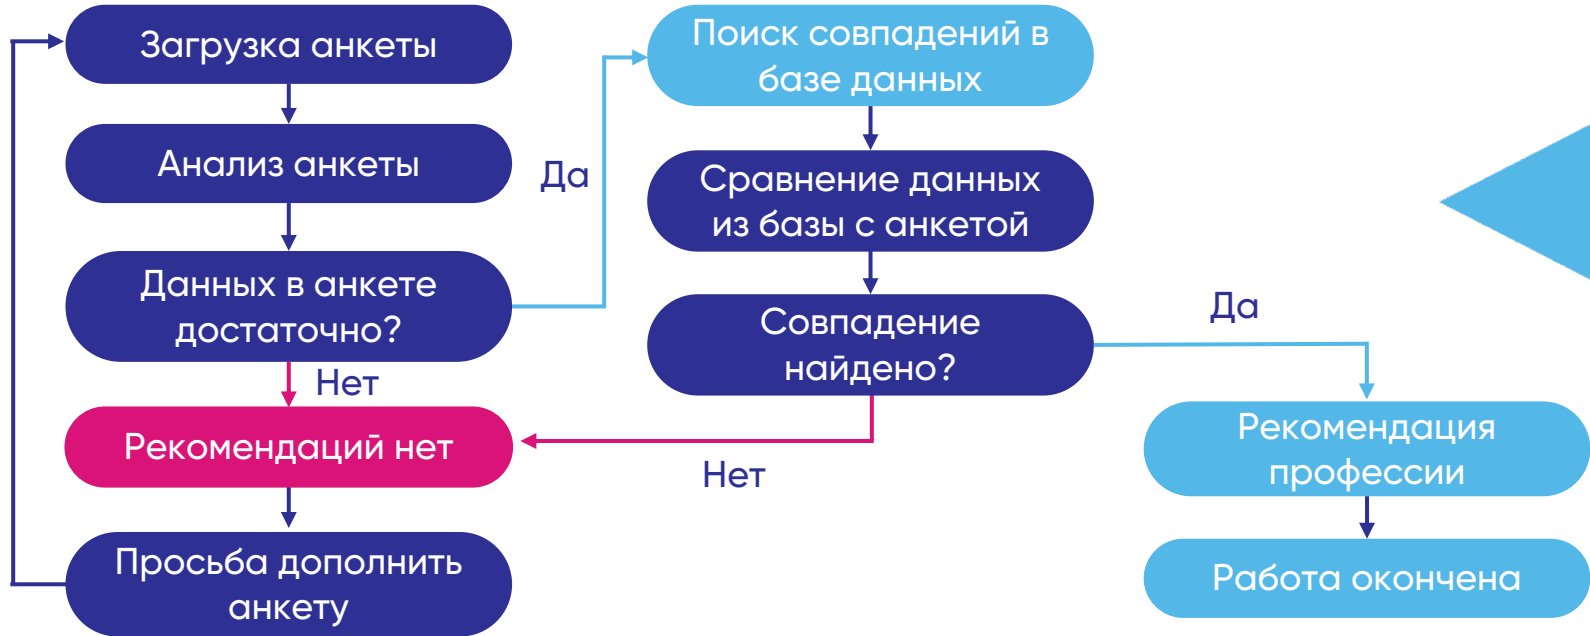 Загрузка анкеты
Анализ анкеты
Данных в анкете
достаточно?
Да
Нет
Рекомендаций нет
Просьба дополнить
анкету
Поиск совпадений в
базе данных
Сравнение данных
из базы с анкетой
Совпадение
найдено?
Да
Нет
Рекомендация
профессии
Работа окончена